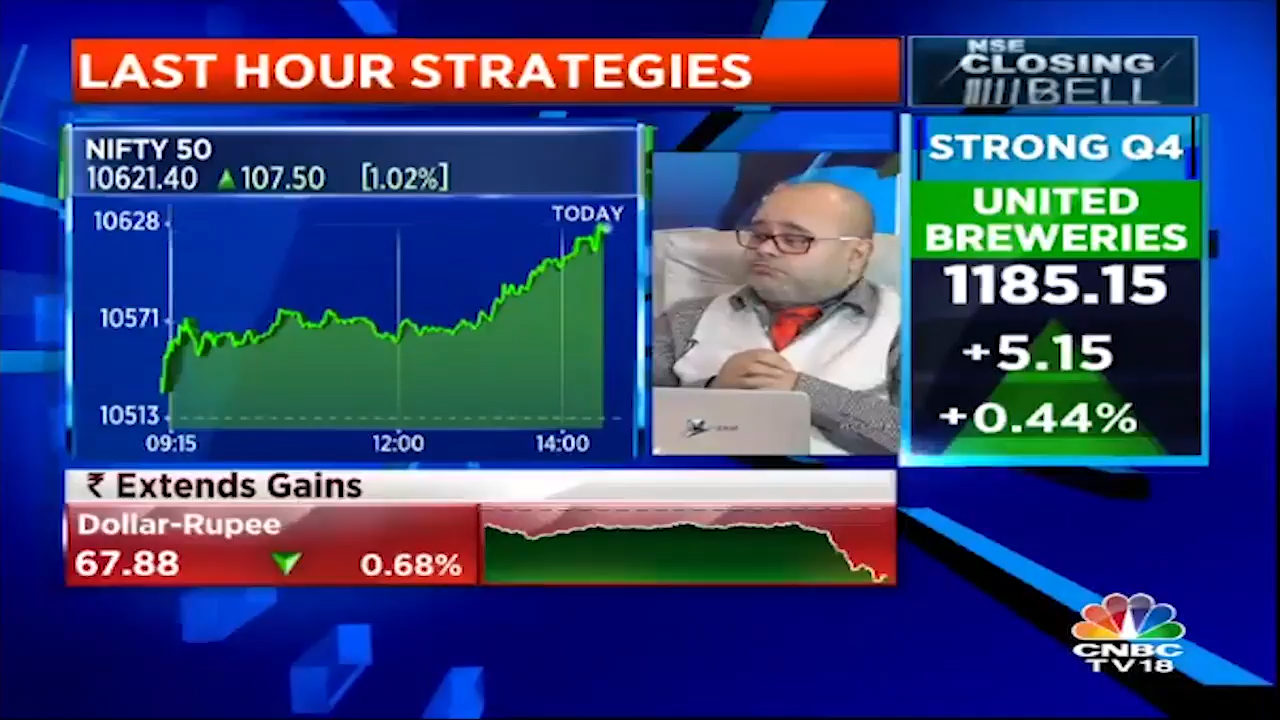 LAST HOUR STRATEGIES
NSE
CLOSING
BELL
NIFTY 50
10621.40 ▲107.50 [1.02%]
TODAY
10628
10571
10513
09:15 12:00 14:00
STRONG Q4
UNITED
BREWERIES
1185.15
+5.15
+0.44%
₹ Extends Gains
Dollar-Rupee
67.88 ▼ 0.68%
CNBC
TV18